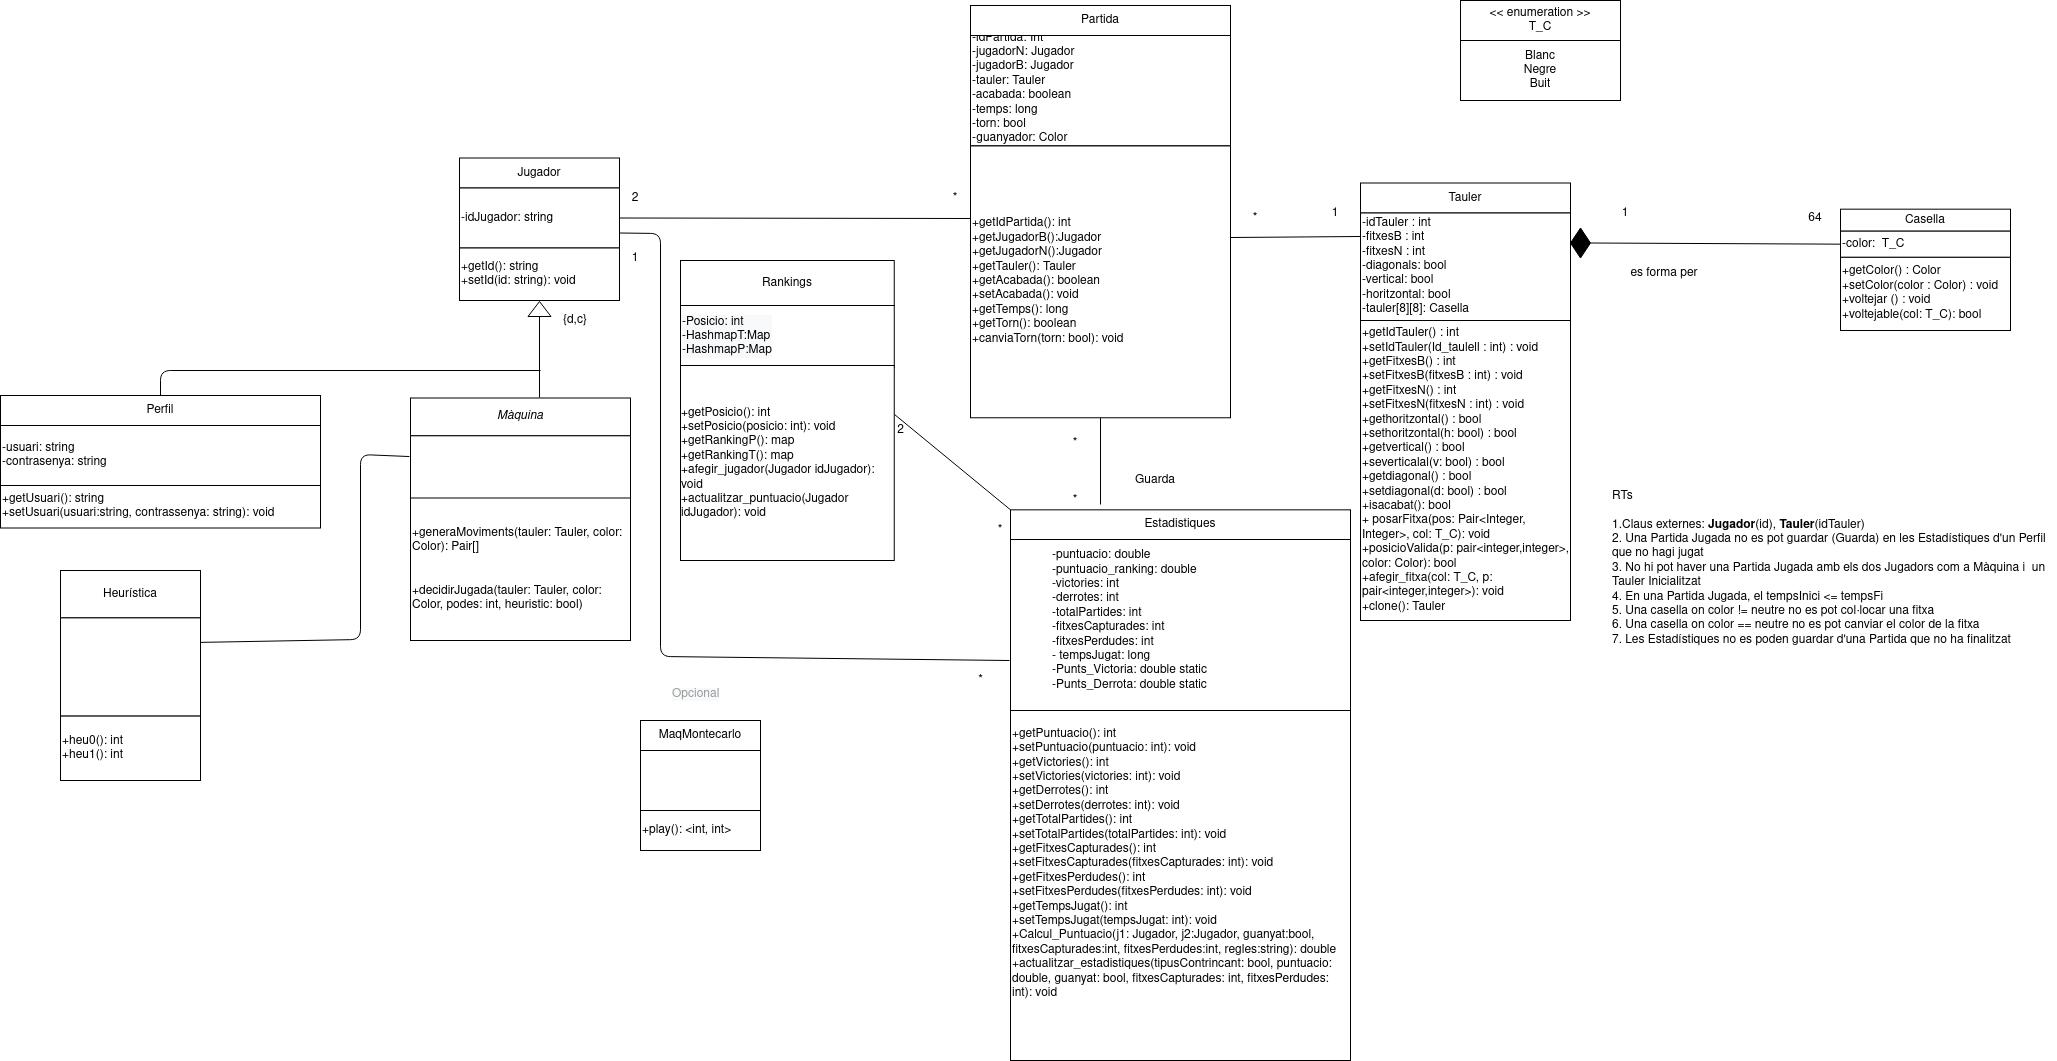 Partida
-idPartida: int
-jugadorN: Jugador
-jugadorB: Jugador
-tauler: Tauler
-acabada: boolean
-temps: long
-torn: bool
-guanyador: Color
+getIdPartida(): int
+getJugadorB():Jugador
+getJugadorN():Jugador
+getTauler(): Tauler
+getAcabada(): boolean
+setAcabada(): void
+getTemps(): long
+getTorn(): boolean
+canviaTorn(torn: bool): void
<< enumeration >>
T_C
Blanc
Negre
Buit
Jugador
-idJugador: string
+getId(): string
+setId(id: string): void
2
*
1
{d,c}
*
1
Tauler
-idTauler : int
-fitxesB : int
-fitxesN : int
-diagonals: bool
-vertical: bool
-horitzontal: bool
-tauler[8][8]: Casella
+getIdTauler() : int
+setIdTauler(Id_taulell : int) : void
+getFitxesB() : int
+setFitxesB(fitxesB : int) : void
+getFitxesN() : int
+setFitxesN(fitxesN : int) : void
+gethoritzontal() : bool
+sethoritzontal(h: bool) : bool
+getvertical() : bool
+severticalal(v: bool) : bool
+getdiagonal() : bool
+setdiagonal(d: bool) : bool
+isacabat(): bool
+ posarFitxa(pos: Pair<Integer,
Integer>, col: T_C): void
+posicioValida(p: pair<integer,integer>,
color: Color): bool
+afegir_fitxa(col: T_C, p:
pair<integer,integer>): void
+clone(): Tauler
1
64
es forma per
Casella
-color:  T_C
+getColor() : Color
+setColor(color : Color) : void
+voltejar () : void
+voltejable(col: T_C): bool
Rankings
-Posicio: int
-HashmapT:Map
-HashmapP:Map
+getPosicio(): int
+setPosicio(posicio: int): void
+getRankingP(): map
+getRankingT(): map
+afegir_jugador(Jugador idJugador):
void
+actualitzar_puntuacio(Jugador
idJugador): void
2
*
Perfil
-usuari: string
-contrasenya: string
+getUsuari(): string
+setUsuari(usuari:string, contrassenya: string): void
Màquina
+generaMoviments(tauler: Tauler, color:
Color): Pair[]
+decidirJugada(tauler: Tauler, color:
Color, podes: int, heuristic: bool)
*
Guarda
*
Heurística
+heu0(): int
+heu1(): int
*
Opcional
MaqMontecarlo
+play(): <int, int>
Estadistiques
-puntuacio: double
-puntuacio_ranking: double
-victories: int
-derrotes: int
-totalPartides: int
-fitxesCapturades: int
-fitxesPerdudes: int
- tempsJugat: long
-Punts_Victoria: double static
-Punts_Derrota: double static
+getPuntuacio(): int
+setPuntuacio(puntuacio: int): void
+getVictories(): int
+setVictories(victories: int): void
+getDerrotes(): int
+setDerrotes(derrotes: int): void
+getTotalPartides(): int
+setTotalPartides(totalPartides: int): void
+getFitxesCapturades(): int
+setFitxesCapturades(fitxesCapturades: int): void
+getFitxesPerdudes(): int
+setFitxesPerdudes(fitxesPerdudes: int): void
+getTempsJugat(): int
+setTempsJugat(tempsJugat: int): void
+Calcul_Puntuacio(j1: Jugador, j2:Jugador, guanyat:bool,
fitxesCapturades:int, fitxesPerdudes:int, regles:string): double
+actualitzar_estadistiques(tipusContrincant: bool, puntuacio:
double, guanyat: bool, fitxesCapturades: int, fitxesPerdudes:
int): void
RTs
1.Claus externes: Jugador(id), Tauler(idTauler)
2. Una Partida Jugada no es pot guardar (Guarda) en les Estadístiques d'un Perfil
que no hagi jugat
3. No hi pot haver una Partida Jugada amb els dos Jugadors com a Màquina i  un
Tauler Inicialitzat
4. En una Partida Jugada, el tempsInici <= tempsFi
5. Una casella on color != neutre no es pot col·locar una fitxa
6. Una casella on color == neutre no es pot canviar el color de la fitxa
7. Les Estadístiques no es poden guardar d'una Partida que no ha finalitzat